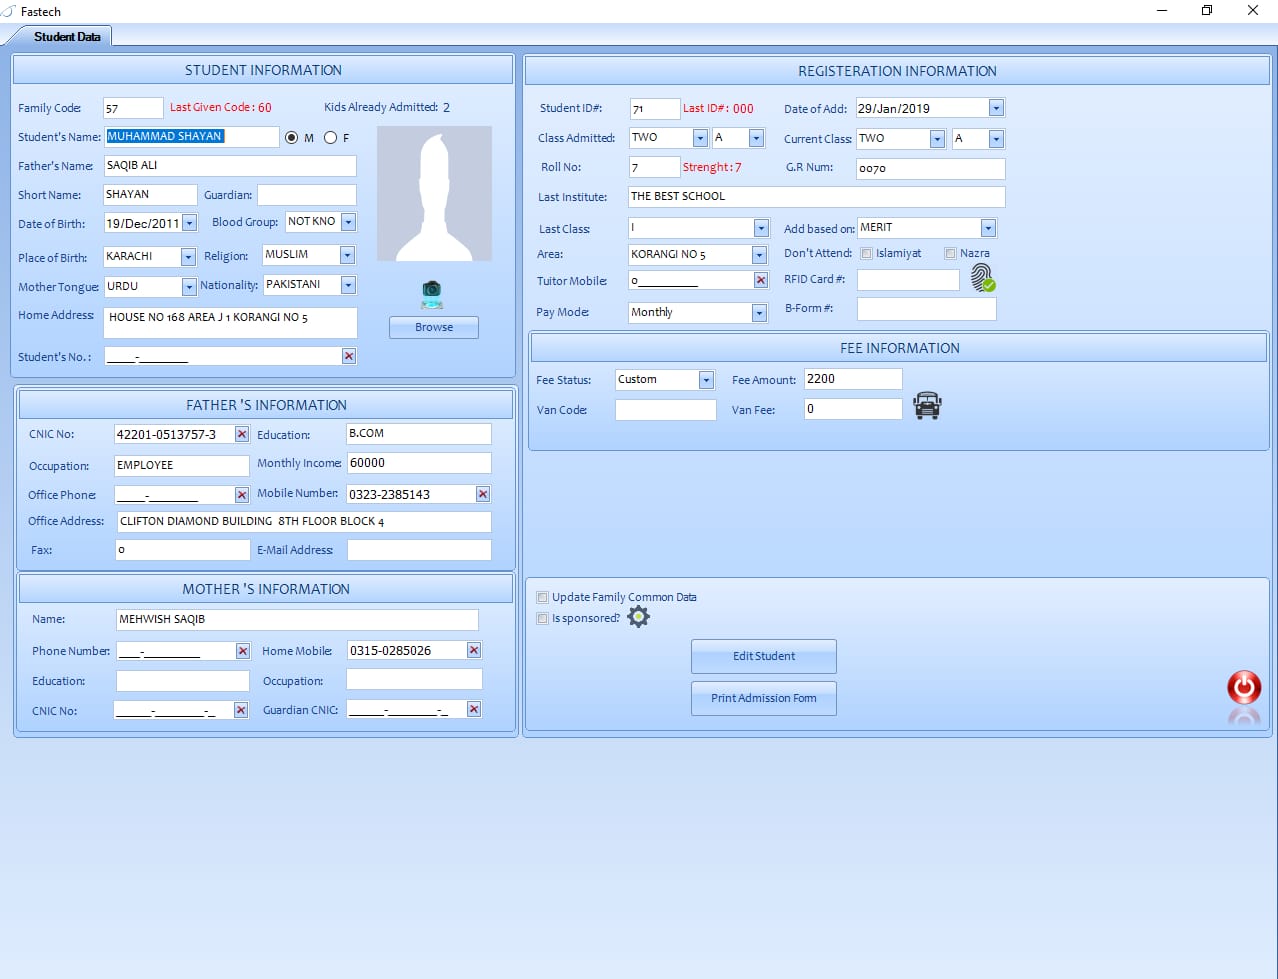 Fastech
Student Data
STUDENT INFORMATION
Family Code: 57 Last Given Code : 60 Kids Already Admitted: 2
Student's Name: MUHAMMAD SHAYAN M F
Father's Name: SAQIB ALI
Short Name: SHAYAN Guardian:
Date of Birth: 19/Dec/2011 Blood Group: NOT KNO
Place of Birth: KARACHI Religion: MUSLIM
Mother Tongue: URDU Nationality: PAKISTANI
Home Address: HOUSE NO 168 AREA J 1 KORANGI NO 5
Browse
Student's No. : ____-_______
FATHER 'S INFORMATION
CNIC No: 42201-0513757-3 Education: B.COM
Occupation: EMPLOYEE Monthly Income: 60000
Office Phone: ____-_______ Mobile Number: 0323-2385143
Office Address: CLIFTON DIAMOND BUILDING 8TH FLOOR BLOCK 4
Fax: 0 E-Mail Address:
MOTHER 'S INFORMATION
Name: MEHWISH SAQIB
Phone Number: ___-________ Home Mobile: 0315-0285026
Education: Occupation:
CNIC No: _____-_______-_ Guardian CNIC: _____-_______-_
REGISTERATION INFORMATION
Student ID#: 71 Last ID#: 000 Date of Add: 29/Jan/2019
Class Admitted: TWO A Current Class: TWO A
Roll No: 7 Strenght : 7 G.R Num: 0070
Last Institute: THE BEST SCHOOL
Last Class: I Add based on: MERIT
Area: KORANGI NO 5 Don't Attend: Islamiyat Nazra
Tuitor Mobile: 0__________ RFID Card #:
Pay Mode: Monthly B-Form #:
FEE INFORMATION
Fee Status: Custom Fee Amount: 2200
Van Code: Van Fee: 0
Update Family Common Data
Is sponsored?
Edit Student
Print Admission Form